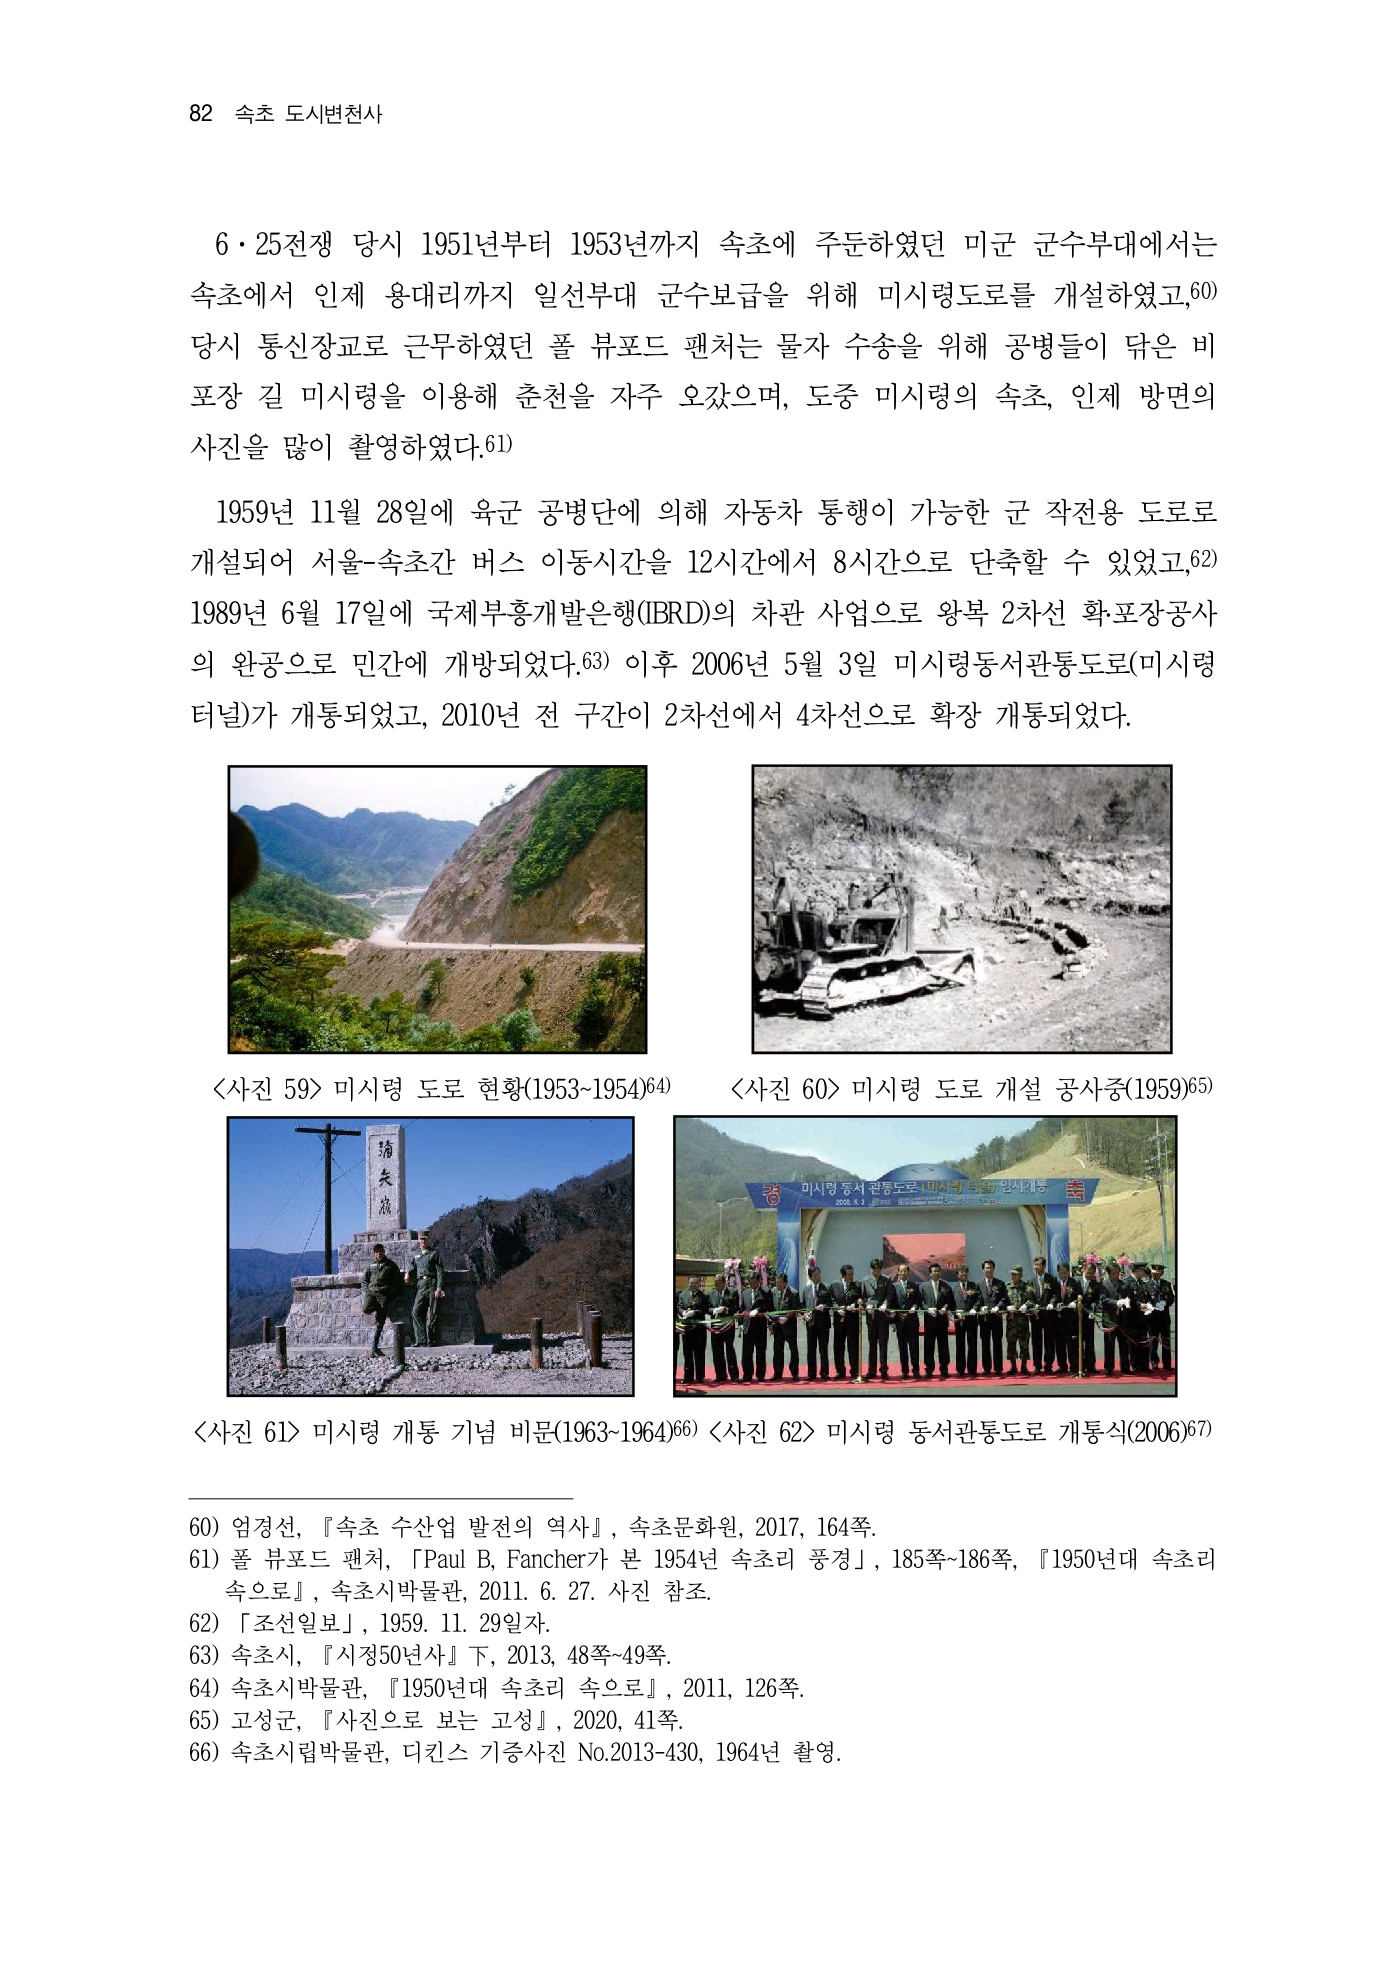 82 속초 도시변천사
6·25전쟁 당시 1951년부터 1953년까지 속초에 주둔하였던 미군 군수부대에서는
속초에서 인제 용대리까지 일선부대 군수보급을 위해 미시령도로를 개설하였고,60)
당시 통신장교로 근무하였던 폴 뷰포드 팬처는 물자 수송을 위해 공병들이 닦은 비
포장 길 미시령을 이용해 춘천을 자주 오갔으며, 도중 미시령의 속초, 인제 방면의
사진을 많이 촬영하였다.61)
1959년 11월 28일에 육군 공병단에 의해 자동차 통행이 가능한 군 작전용 도로로
개설되어 서울-속초간 버스 이동시간을 12시간에서 8시간으로 단축할 수 있었고,62)
1989년 6월 17일에 국제부흥개발은행(IBRD)의 차관 사업으로 왕복 2차선 확·포장공사
의 완공으로 민간에 개방되었다.63) 이후 2006년 5월 3일 미시령동서관통도로(미시령
터널)가 개통되었고, 2010년 전 구간이 2차선에서 4차선으로 확장 개통되었다.
<사진 59> 미시령 도로 현황(1953~1954)64)
<사진 60> 미시령 도로 개설 공사중(1959)65)
경 미시령 동서 관통도로 (미시령 터널) 임시개통 축
<사진 61> 미시령 개통 기념 비문(1963~1964)66)
<사진 62> 미시령 동서관통도로 개통식(2006)67)
60) 엄경선, 『속초 수산업 발전의 역사』, 속초문화원, 2017, 164쪽.
61) 폴 뷰포드 팬처, 「Paul B, Fancher가 본 1954년 속초리 풍경」, 185쪽~186쪽, 『1950년대 속초리
속으로』, 속초시박물관, 2011. 6. 27. 사진 참조.
62) 「조선일보」, 1959. 11. 29일자.
63) 속초시, 『시정50년사』下, 2013, 48쪽~49쪽.
64) 속초시박물관, 『1950년대 속초리 속으로』, 2011, 126쪽.
65) 고성군, 『사진으로 보는 고성』, 2020, 41쪽.
66) 속초시립박물관, 디킨스 기증사진 No.2013-430, 1964년 촬영.